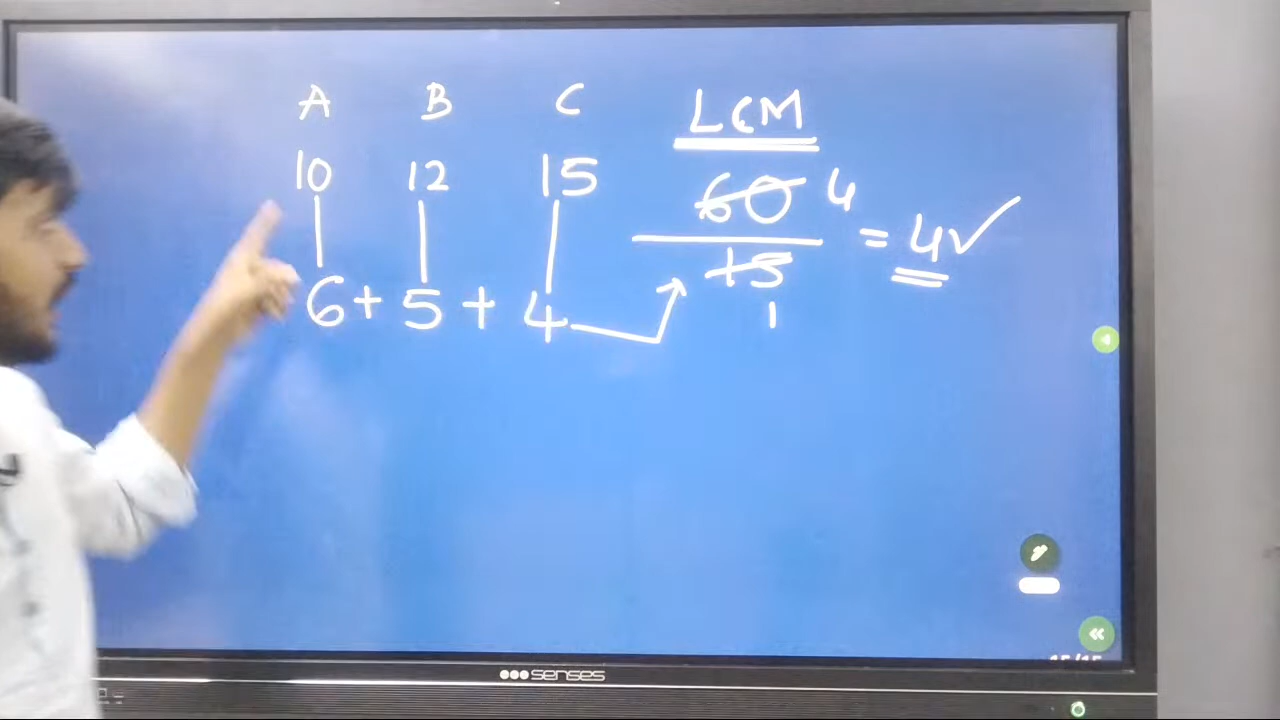 A B C LCM
10 12 15 60 4
= 4✓
6 + 5 + 4 15
1
senses